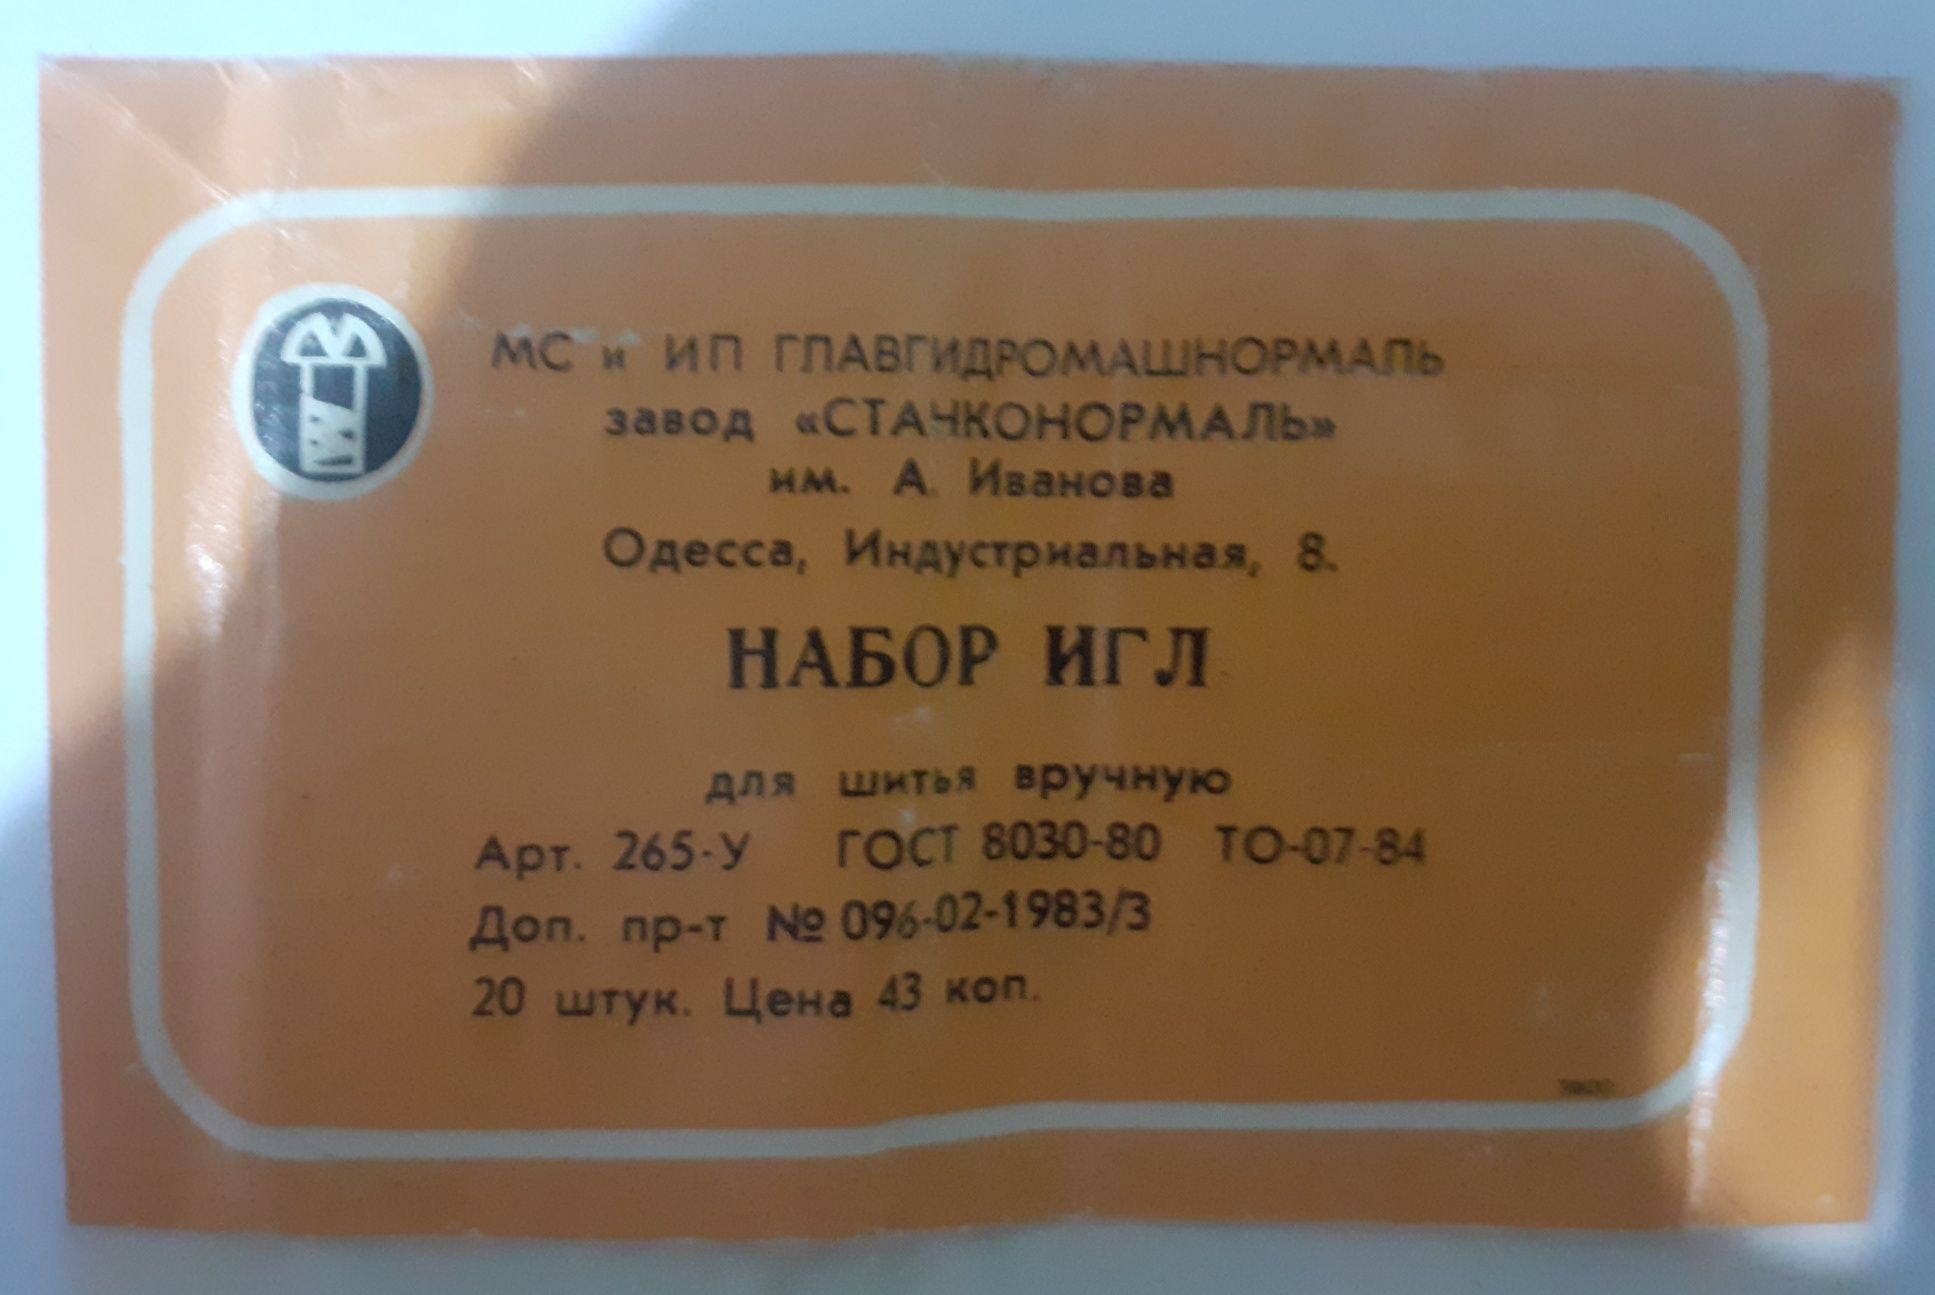 МС и ИП ГЛАВГИДРОМАШНОРМАЛЬ
завод «СТАНКОНОРМАЛЬ»
им. А. Иванова
Одесса, Индустриальная, 8.
НАБОР ИГЛ
для шитья вручную
Арт. 265-У ГОСТ 8030-80 ТО-07-84
Доп. пр-т № 096-02-1983/3
20 штук. Цена 43 коп.